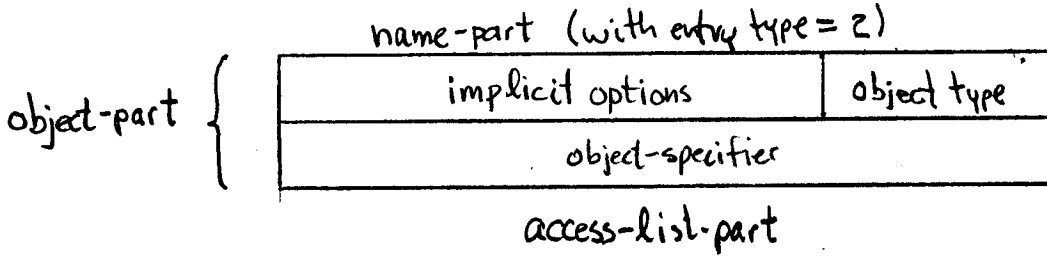 name-part (with entry type = 2)
implicit options object type
object-part {
object-specifier
access-list-part